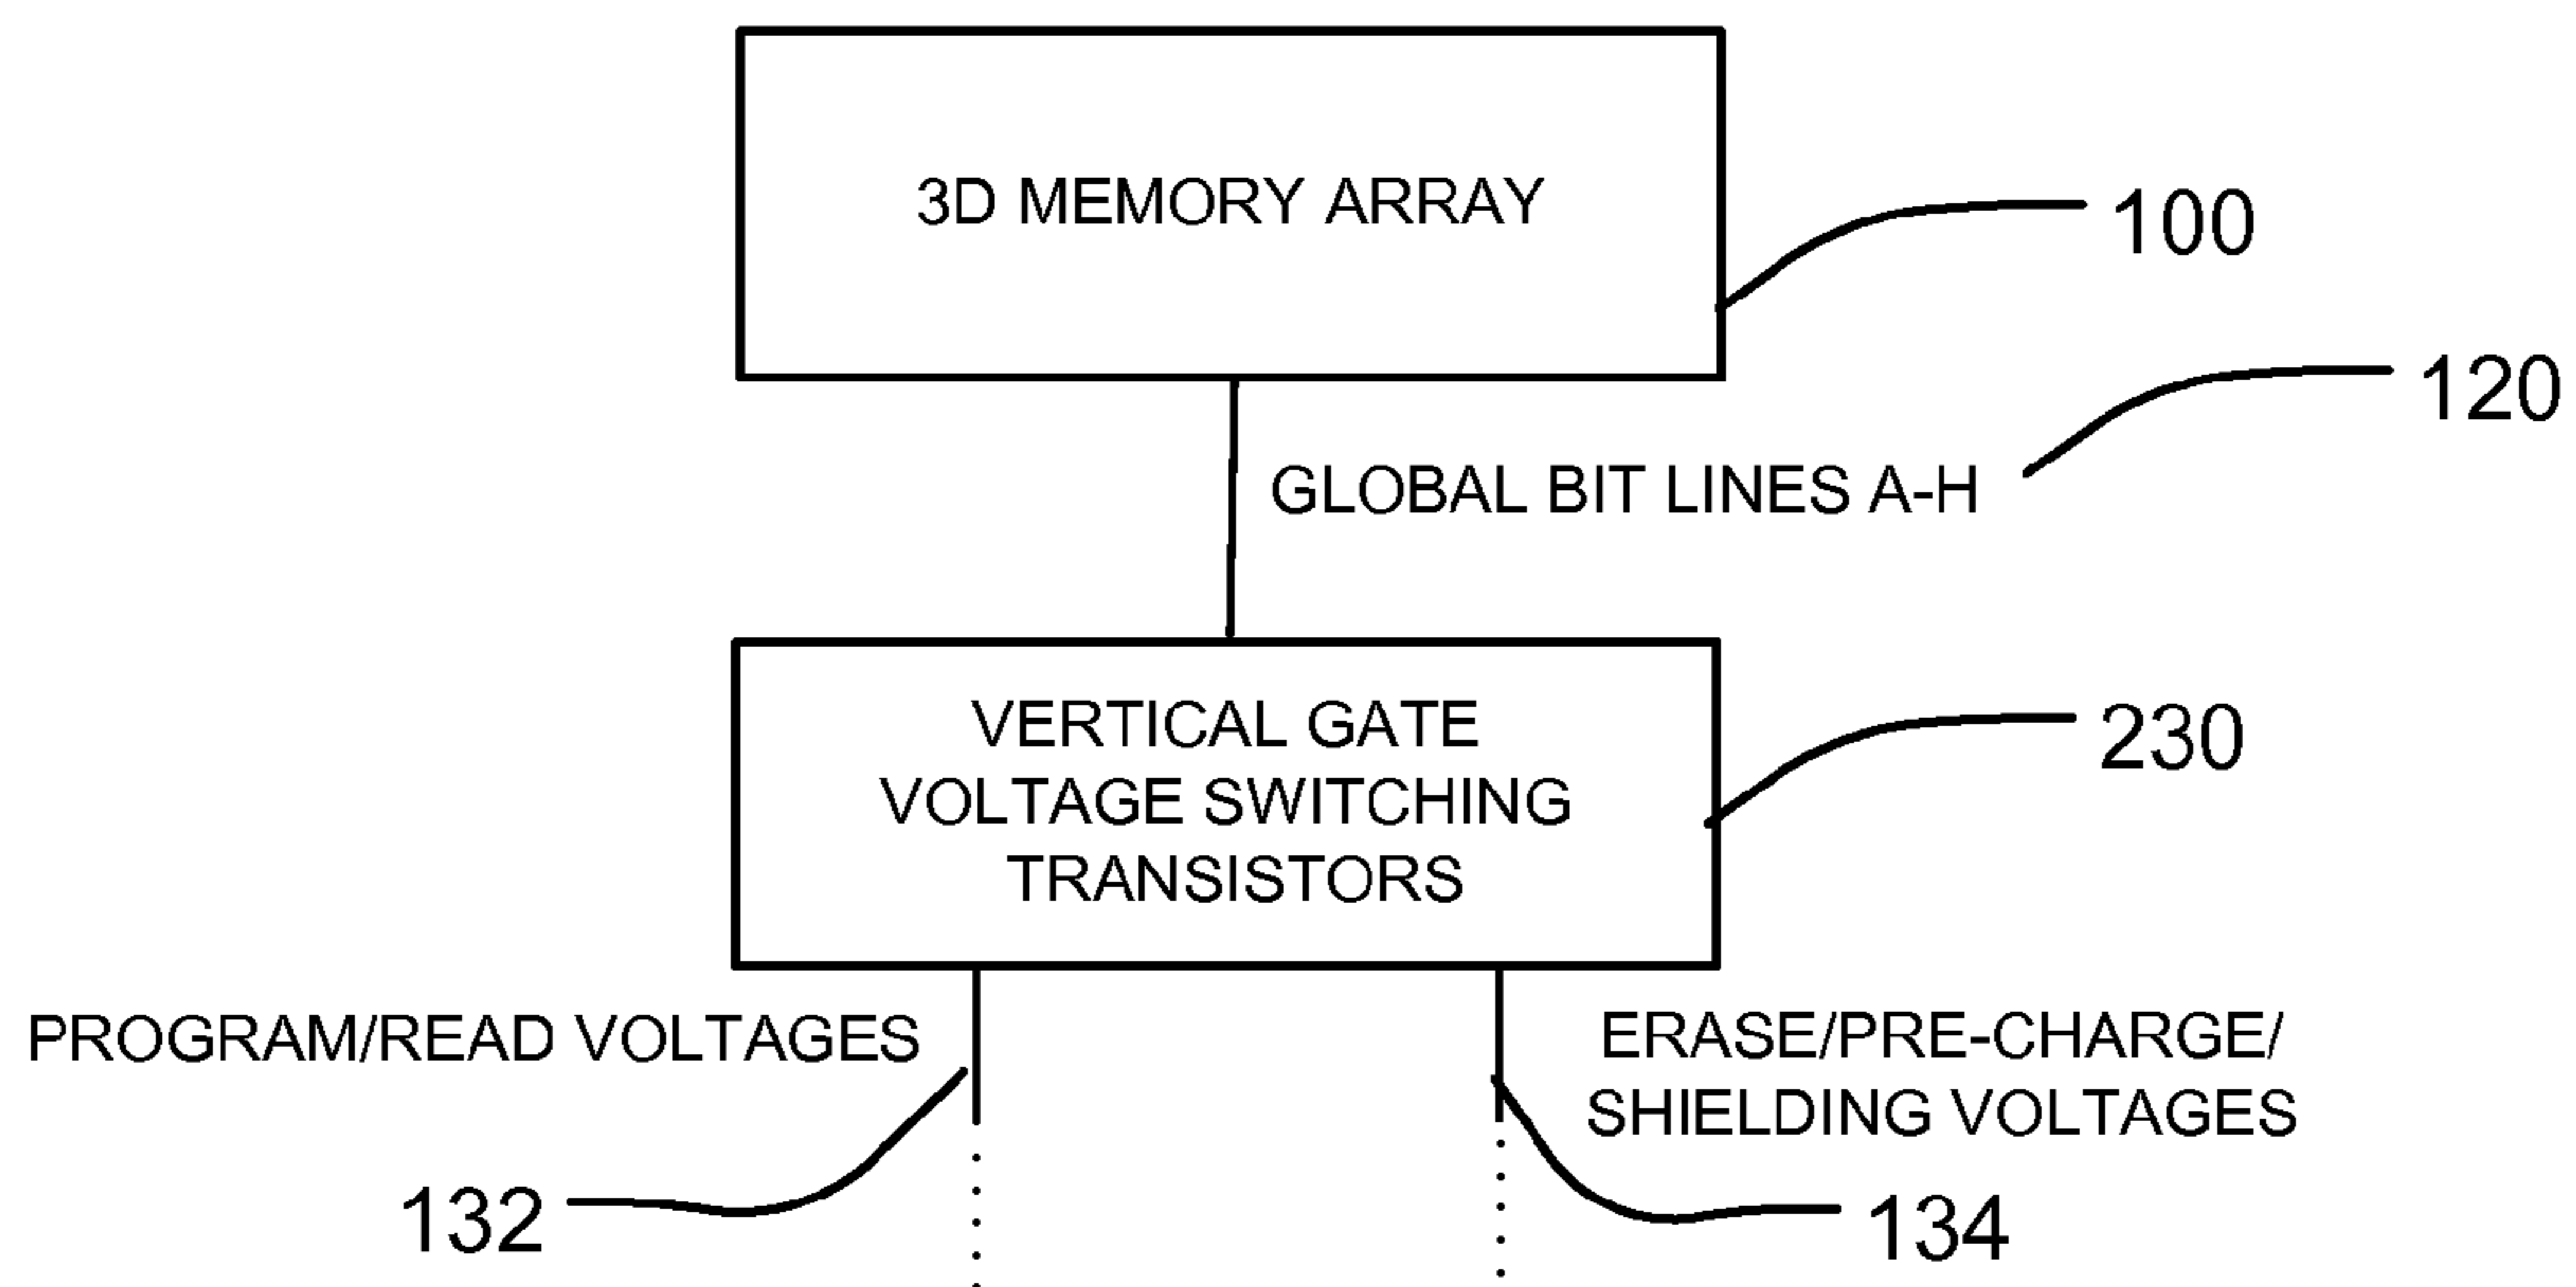 3D MEMORY ARRAY
100
120
GLOBAL BIT LINES A-H
VERTICAL GATE
VOLTAGE SWITCHING
TRANSISTORS
230
PROGRAM/READ VOLTAGES
ERASE/PRE-CHARGE/
SHIELDING VOLTAGES
132
134